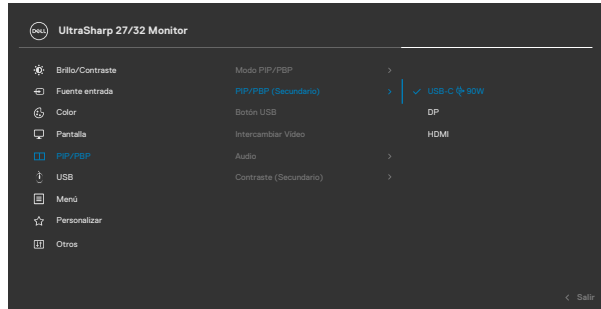 DELL UltraSharp 27/32 Monitor
Brillo/Contraste
Fuente entrada
Color
Pantalla
PIP/PBP
USB
Menú
Personalizar
Otros
Modo PIP/PBP
PIP/PBP (Secundario)
Botón USB
Intercambiar Vídeo
Audio
Contraste (Secundario)
USB-C 90W
DP
HDMI
Salir